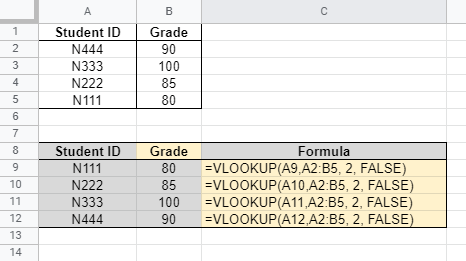 A B C
1 Student ID Grade
2 N444 90
3 N333 100
4 N222 85
5 N111 80
6
7
8 Student ID Grade Formula
9 N111 80 =VLOOKUP(A9,A2:B5, 2, FALSE)
10 N222 85 =VLOOKUP(A10,A2:B5, 2, FALSE)
11 N333 100 =VLOOKUP(A11,A2:B5, 2, FALSE)
12 N444 90 =VLOOKUP(A12,A2:B5, 2, FALSE)
13
14